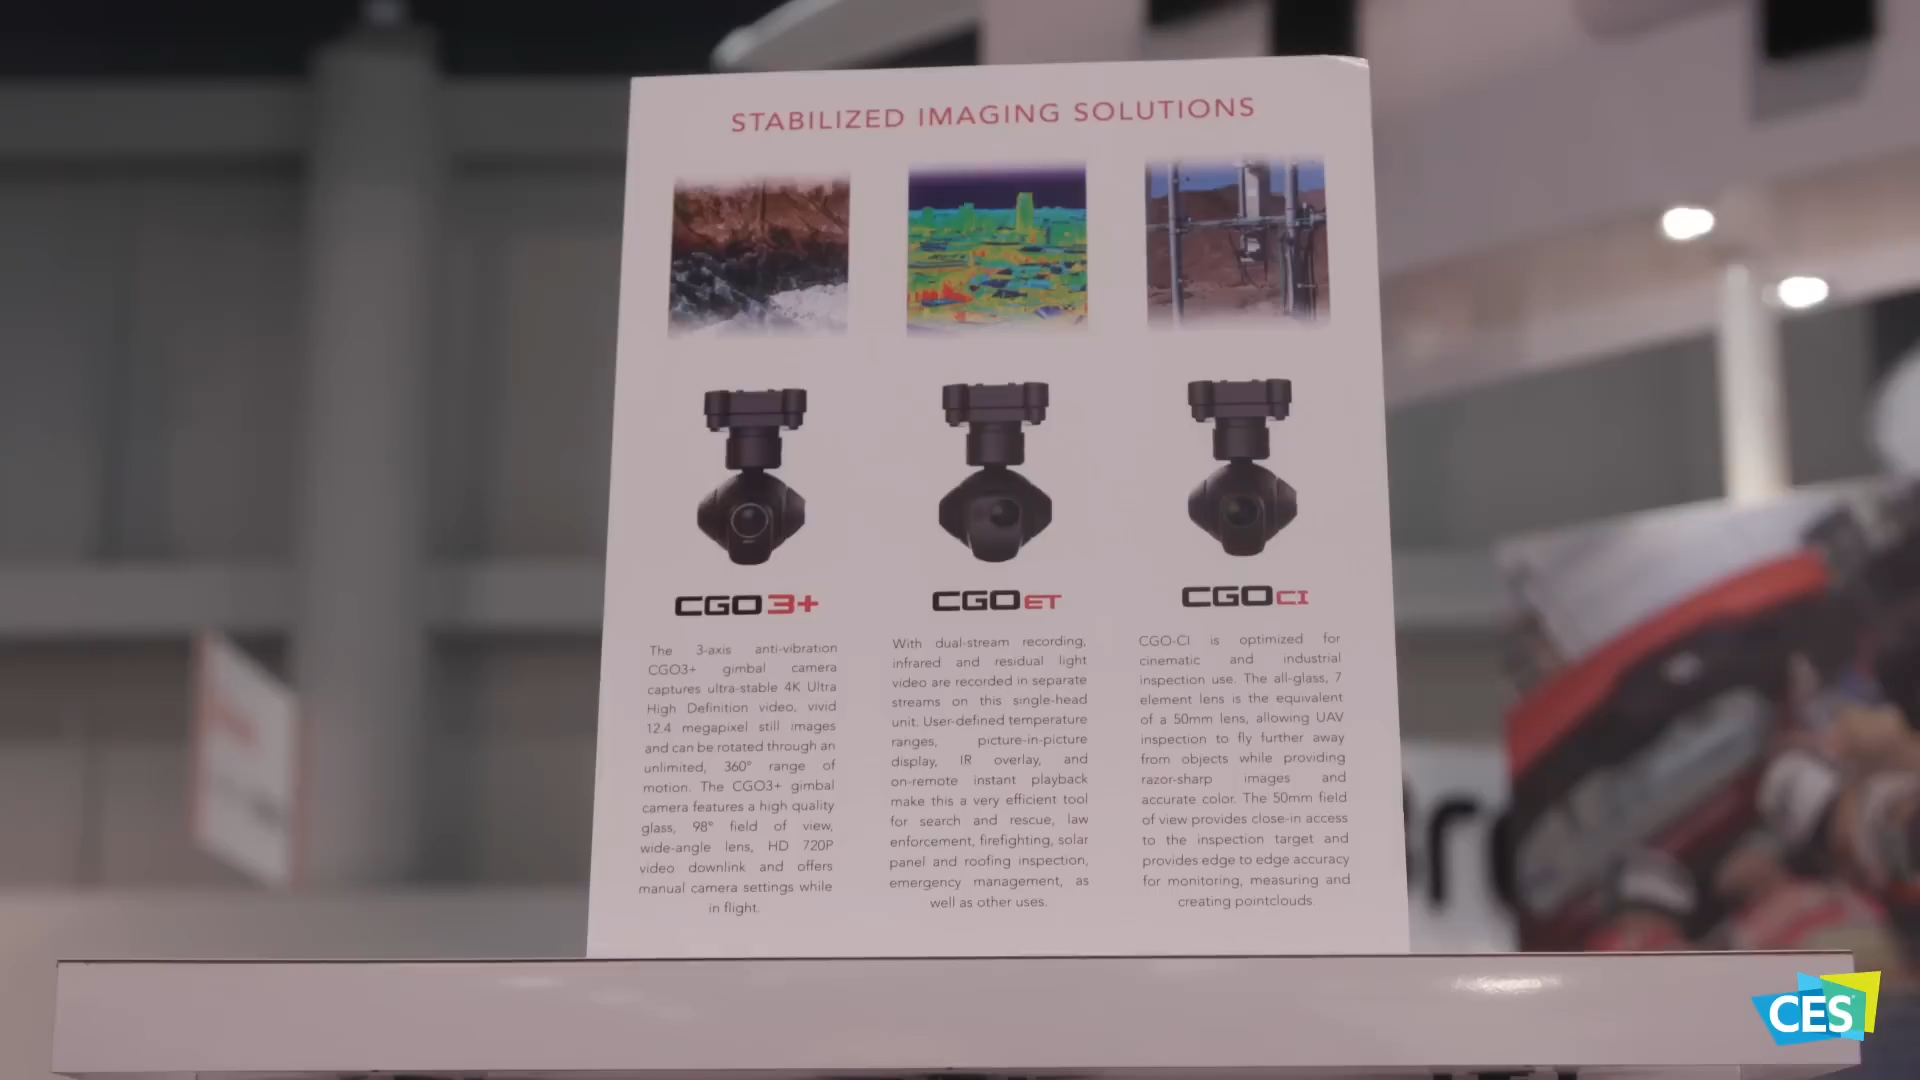 STABILIZED IMAGING SOLUTIONS
CGO3+
The 3-axis anti-vibration
CGO3+ gimbal camera
captures ultra-stable 4K Ultra
High Definition video, vivid
12.4 megapixel still images
and can be rotated through an
unlimited, 360° range of
motion. The CGO3+ gimbal
camera features a high quality
glass, 98° field of view,
wide-angle lens, HD 720P
video downlink and offers
manual camera settings while
in flight.
CGOET
With dual-stream recording,
infrared and residual light
video are recorded in separate
streams on this single-head
unit. User-defined temperature
ranges, picture-in-picture
display, IR overlay, and
on-remote instant playback
make this a very efficient tool
for search and rescue, law
enforcement, firefighting, solar
panel and roofing inspection,
emergency management, as
well as other uses.
CGOCI
CGO-CI is optimized for
cinematic and industrial
inspection use. The all-glass, 7
element lens is the equivalent
of a 50mm lens, allowing UAV
inspection to fly further away
from objects while providing
razor-sharp images and
accurate color. The 50mm field
of view provides close-in access
to the inspection target and
provides edge to edge accuracy
for monitoring, measuring and
creating pointclouds.
CES